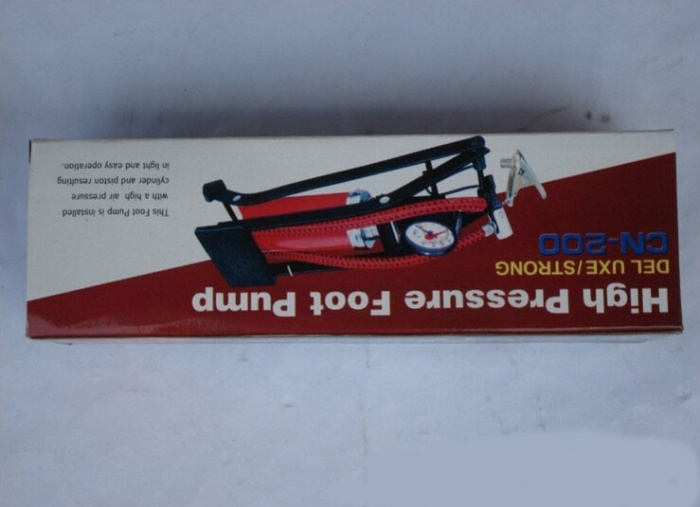 High Pressure Foot Pump
DEL UXE/STRONG
CN-200
This Foot Pump is installed
with a high air pressure
cylinder and piston resulting
in light and easy operation.